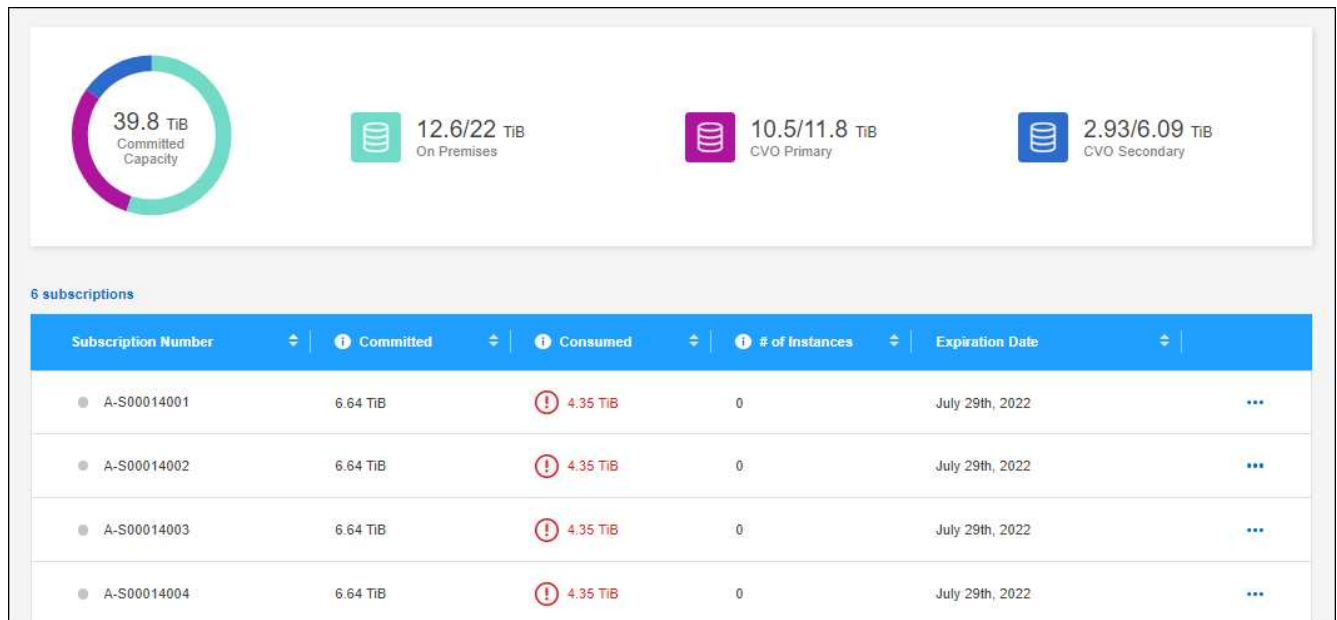 39.8 TiB
Committed
Capacity
12.6/22 TiB
On Premises
10.5/11.8 TiB
CVO Primary
2.93/6.09 TiB
CVO Secondary
6 subscriptions
Subscription Number Committed Consumed # of Instances Expiration Date
A-S00014001 6.64 TiB 4.35 TiB 0 July 29th, 2022
A-S00014002 6.64 TiB 4.35 TiB 0 July 29th, 2022
A-S00014003 6.64 TiB 4.35 TiB 0 July 29th, 2022
A-S00014004 6.64 TiB 4.35 TiB 0 July 29th, 2022